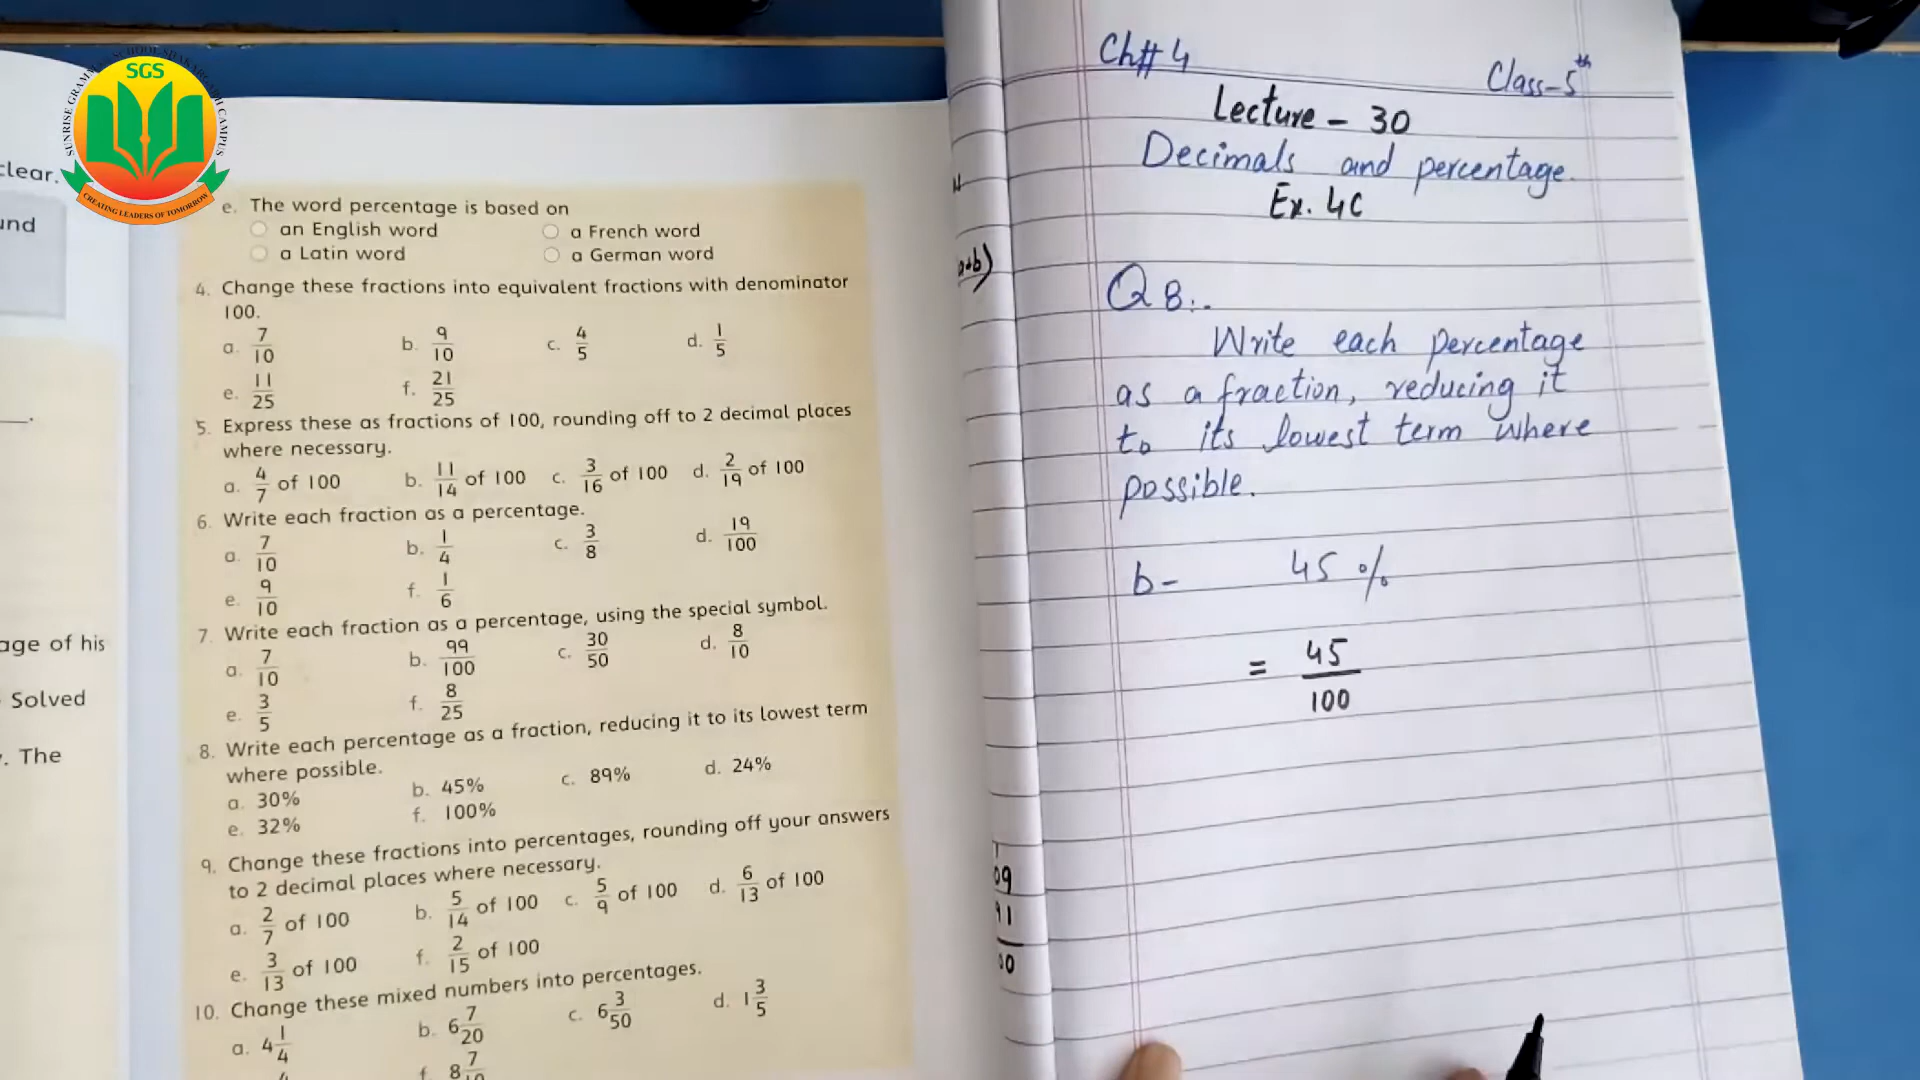 SUNRISE GRAMMAR SCHOOL SHAKARGARH CAMPUS
SGS
CREATING LEADERS OF TOMORROW
clear.
und
age of his
Solved
. The
e. The word percentage is based on
an English word a French word
a Latin word a German word
4. Change these fractions into equivalent fractions with denominator
100.
a. 7/10 b. 9/10 c. 4/5 d. 1/5
e. 11/25 f. 21/25
5. Express these as fractions of 100, rounding off to 2 decimal places
where necessary.
a. 4/7 of 100 b. 11/14 of 100 c. 3/16 of 100 d. 2/19 of 100
6. Write each fraction as a percentage.
a. 7/10 b. 1/4 c. 3/8 d. 19/100
e. 9/10 f. 1/6
7. Write each fraction as a percentage, using the special symbol.
a. 7/10 b. 99/100 c. 30/50 d. 8/10
e. 3/5 f. 8/25
8. Write each percentage as a fraction, reducing it to its lowest term
where possible.
a. 30% b. 45% c. 89% d. 24%
e. 32% f. 100%
9. Change these fractions into percentages, rounding off your answers
to 2 decimal places where necessary.
a. 2/7 of 100 b. 5/14 of 100 c. 5/9 of 100 d. 6/13 of 100
e. 3/13 of 100 f. 2/15 of 100
10. Change these mixed numbers into percentages.
a. 4 1/4 b. 6 7/20 c. 6 3/50 d. 1 3/5
Ch# 4 Class-5th
Lecture - 30
Decimals and percentage.
Ex. 4C
Q 8:.
Write each percentage
as a fraction, reducing it
to its lowest term where
possible.
b- 45 %
= 45/100